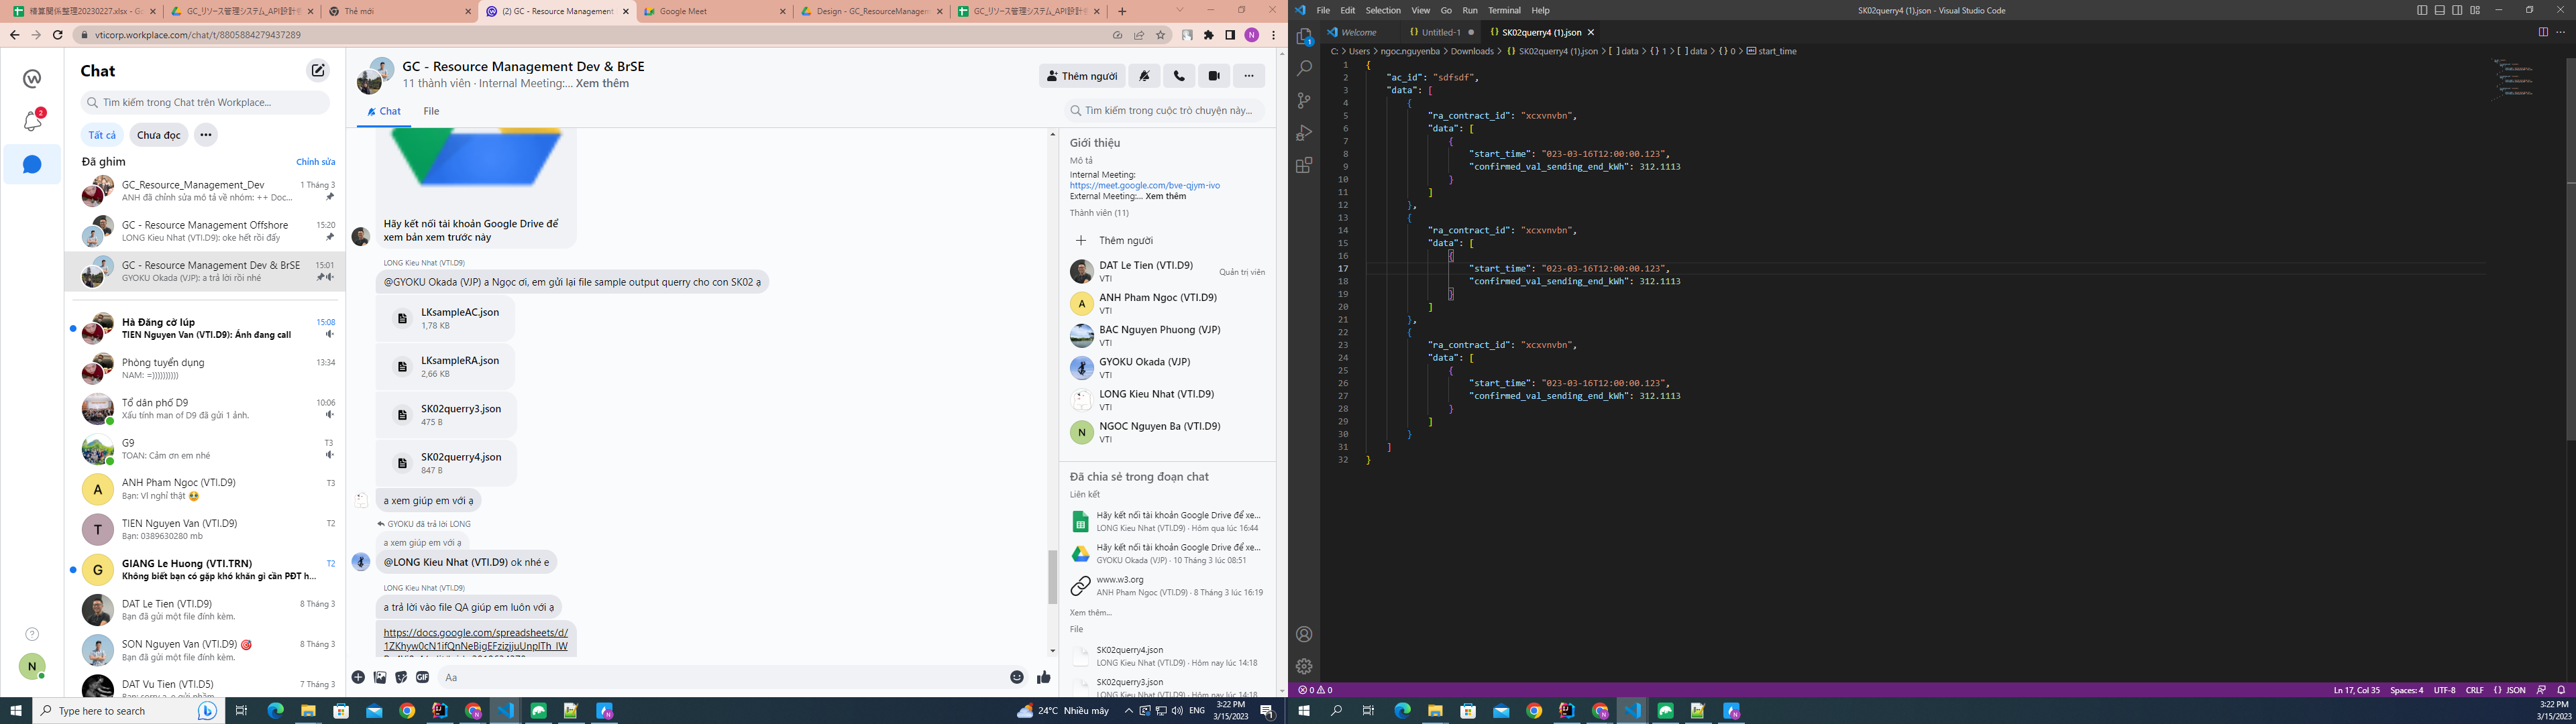 精算関係整理20230227.xlsx - Go
GC_リソース管理システム_API設計
Thẻ mới
(2) GC - Resource Management
Google Meet
Design - GC_ResourceManagem
GC_リソース管理システム_API設計
vticorp.workplace.com/chat/t/8805884279437289
N
2
Chat
Tìm kiếm trong Chat trên Workplace...
Tất cả
Chưa đọc
Đã ghim
Chỉnh sửa
GC_Resource_Management_Dev
1 Tháng 3
ANH đã chỉnh sửa mô tả về nhóm: ++ Doc...
GC - Resource Management Offshore
15:20
LONG Kieu Nhat (VTI.D9): oke hết rồi đấy
GC - Resource Management Dev & BrSE
15:01
GYOKU Okada (VJP): a trả lời rồi nhé
Hà Đăng cờ lúp
15:08
TIEN Nguyen Van (VTI.D9): Ánh đang call
Phòng tuyển dụng
13:34
NAM: =))))))))))
Tổ dân phố D9
10:06
Xấu tính man of D9 đã gửi 1 ảnh.
G9
T3
TOAN: Cảm ơn em nhé
A
ANH Pham Ngoc (VTI.D9)
T3
Bạn: Vl nghỉ thật
T
TIEN Nguyen Van (VTI.D9)
T2
Bạn: 0389630280 mb
G
GIANG Le Huong (VTI.TRN)
T2
Không biết bạn có gặp khó khăn gì cần PĐT h...
DAT Le Tien (VTI.D9)
8 Tháng 3
Bạn đã gửi một file đính kèm.
SON Nguyen Van (VTI.D9)
8 Tháng 3
Bạn đã gửi một file đính kèm.
DAT Vu Tien (VTI.D5)
7 Tháng 3
N
GC - Resource Management Dev & BrSE
11 thành viên · Internal Meeting:... Xem thêm
Thêm người
Chat
File
Tìm kiếm trong cuộc trò chuyện này...
Hãy kết nối tài khoản Google Drive để
xem bản xem trước này
LONG Kieu Nhat (VTI.D9)
@GYOKU Okada (VJP) a Ngọc ơi, em gửi lại file sample output querry cho con SK02 ạ
LKsampleAC.json
1,78 KB
LKsampleRA.json
2,66 KB
SK02querry3.json
475 B
SK02querry4.json
847 B
a xem giúp em với ạ
GYOKU đã trả lời LONG
a xem giúp em với ạ
@LONG Kieu Nhat (VTI.D9) ok nhé e
LONG Kieu Nhat (VTI.D9)
a trả lời vào file QA giúp em luôn với ạ
https://docs.google.com/spreadsheets/d/
1ZKhyw0cN1ifQnNeBigEFzizjjuUnplTh_lW
GIF
Aa
Giới thiệu
Mô tả
Internal Meeting:
https://meet.google.com/bve-qjym-ivo
External Meeting:... Xem thêm
Thành viên (11)
Thêm người
DAT Le Tien (VTI.D9)
VTI
Quản trị viên
A
ANH Pham Ngoc (VTI.D9)
VTI
BAC Nguyen Phuong (VJP)
VTI
GYOKU Okada (VJP)
VTI
LONG Kieu Nhat (VTI.D9)
VTI
N
NGOC Nguyen Ba (VTI.D9)
VTI
Đã chia sẻ trong đoạn chat
Liên kết
Hãy kết nối tài khoản Google Drive để xe...
LONG Kieu Nhat (VTI.D9) · Hôm qua lúc 16:44
Hãy kết nối tài khoản Google Drive để xe...
GYOKU Okada (VJP) · 10 Tháng 3 lúc 08:51
www.w3.org
ANH Pham Ngoc (VTI.D9) · 8 Tháng 3 lúc 16:19
Xem thêm...
File
SK02querry4.json
LONG Kieu Nhat (VTI.D9) · Hôm nay lúc 14:18
SK02querry3.json
LONG Kieu Nhat (VTI.D9) · Hôm nay lúc 14:18
Type here to search
24°C Nhiều mây
ENG
3:22 PM
3/15/2023
File Edit Selection View Go Run Terminal Help
SK02querry4 (1).json - Visual Studio Code
Welcome
{} Untitled-1
{} SK02querry4 (1).json
C: > Users > ngoc.nguyenba > Downloads > {} SK02querry4 (1).json > [ ] data > {} 1 > [ ] data > {} 0 > start_time
1 {
2 "ac_id": "sdfsdf",
3 "data": [
4 {
5 "ra_contract_id": "xcxvnvbn",
6 "data": [
7 {
8 "start_time": "023-03-16T12:00:00.123",
9 "confirmed_val_sending_end_kWh": 312.1113
10 }
11 ]
12 },
13 {
14 "ra_contract_id": "xcxvnvbn",
15 "data": [
16 {
17 "start_time": "023-03-16T12:00:00.123",
18 "confirmed_val_sending_end_kWh": 312.1113
19 }
20 ]
21 },
22 {
23 "ra_contract_id": "xcxvnvbn",
24 "data": [
25 {
26 "start_time": "023-03-16T12:00:00.123",
27 "confirmed_val_sending_end_kWh": 312.1113
28 }
29 ]
30 }
31 ]
32 }
0 0
Ln 17, Col 35 Spaces: 4 UTF-8 CRLF {} JSON
3:22 PM
3/15/2023